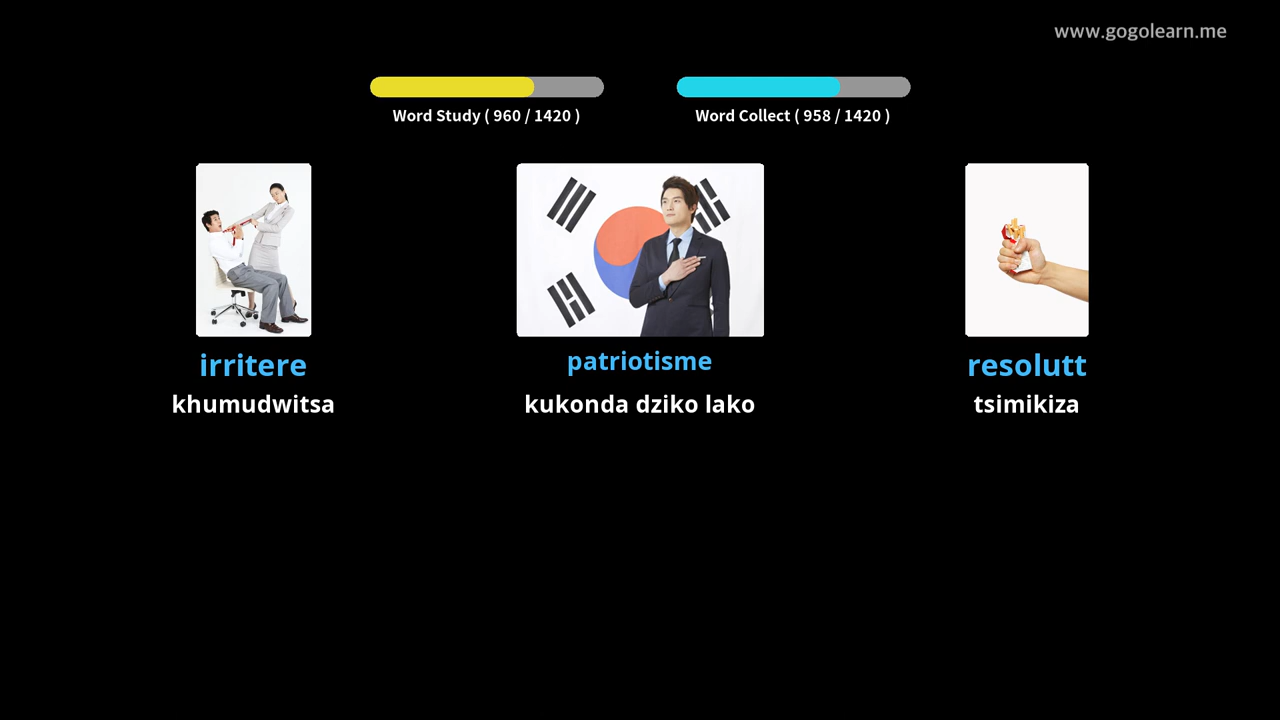 www.gogolearn.me
Word Study ( 960 / 1420 )
Word Collect ( 958 / 1420 )
irritere
patriotisme
resolutt
khumudwitsa
kukonda dziko lako
tsimikiza